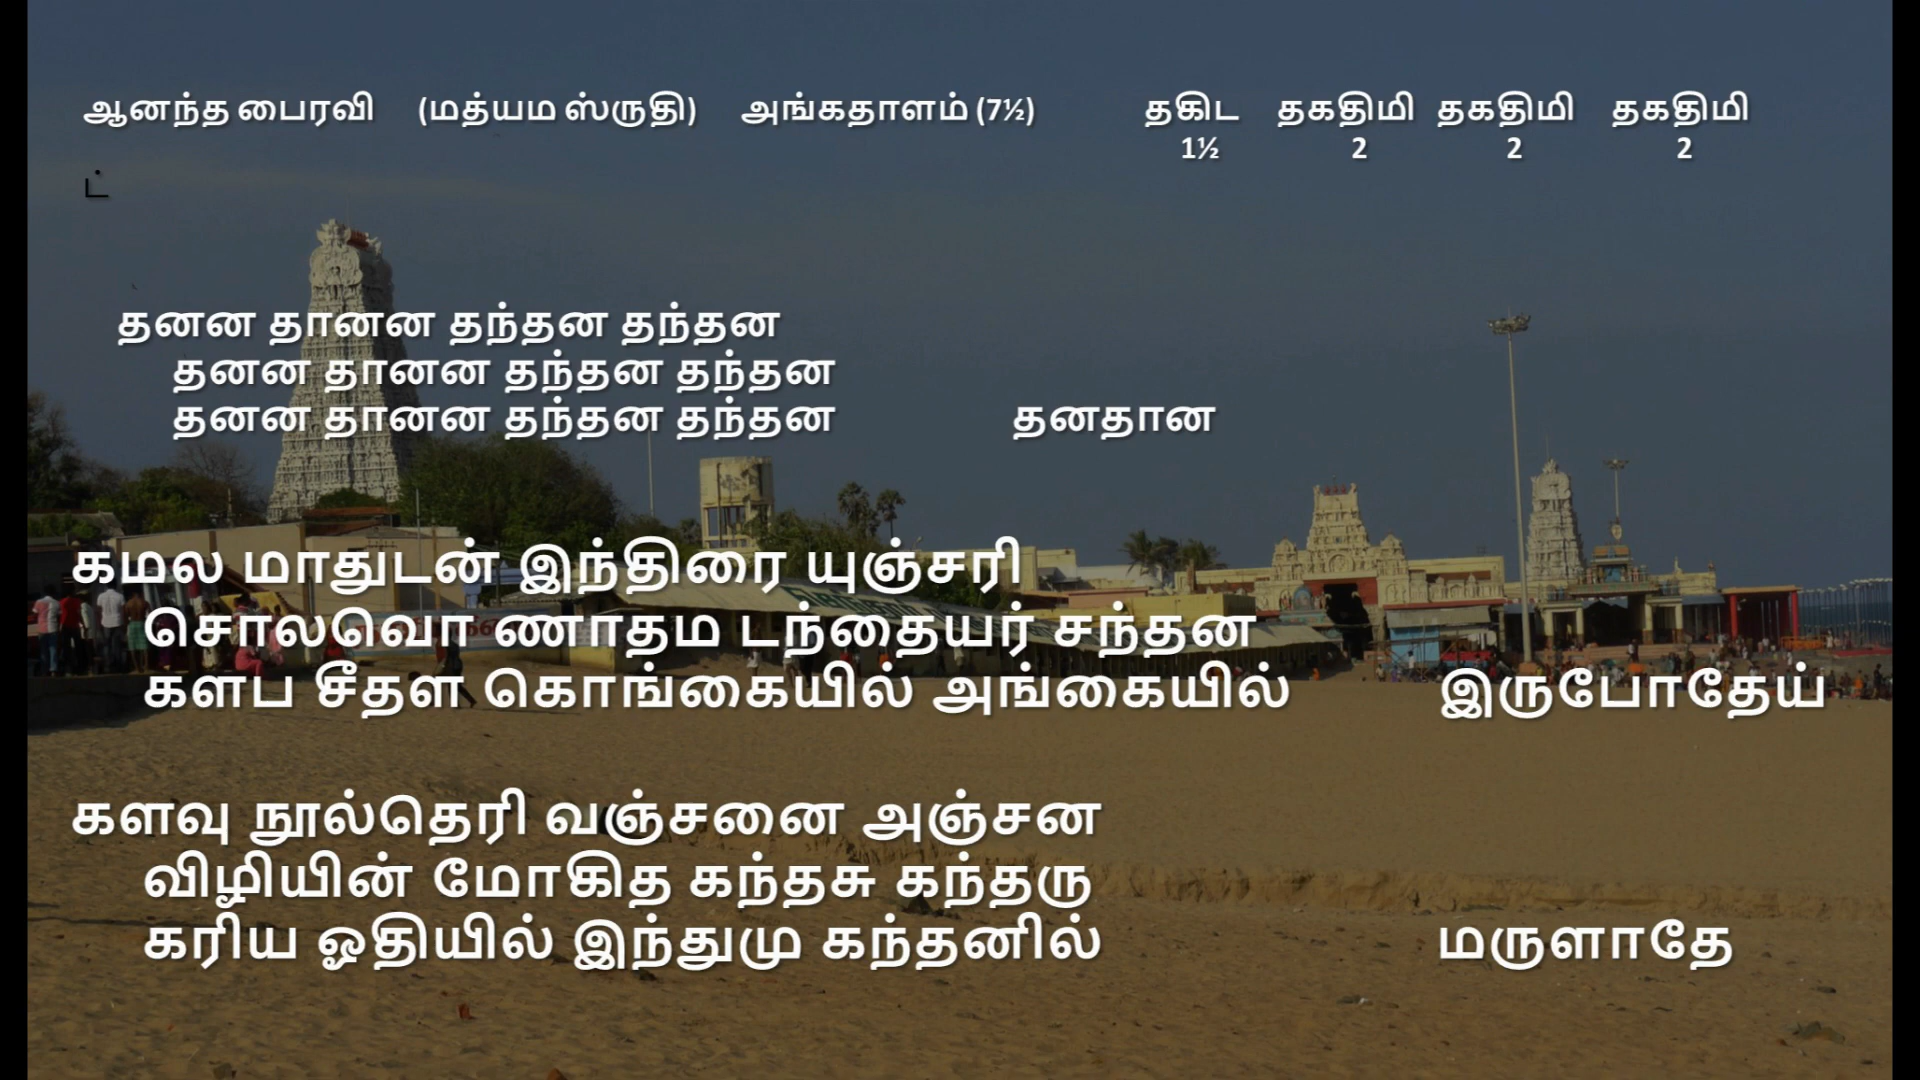 ஆனந்த பைரவி (மத்யம ஸ்ருதி) அங்கதாளம் (7½) தகிட தகதிமி தகதிமி தகதிமி
1½ 2 2 2
ட்
தனன தானன தந்தன தந்தன
தனன தானன தந்தன தந்தன
தனன தானன தந்தன தந்தன தனதான
கமல மாதுடன் இந்திரை யுஞ்சரி
சொலவொ ணாதம டந்தையர் சந்தன
களப சீதள கொங்கையில் அங்கையில் இருபோதேய்
களவு நூல்தெரி வஞ்சனை அஞ்சன
விழியின் மோகித கந்தசு கந்தரு
கரிய ஓதியில் இந்துமு கந்தனில் மருளாதே